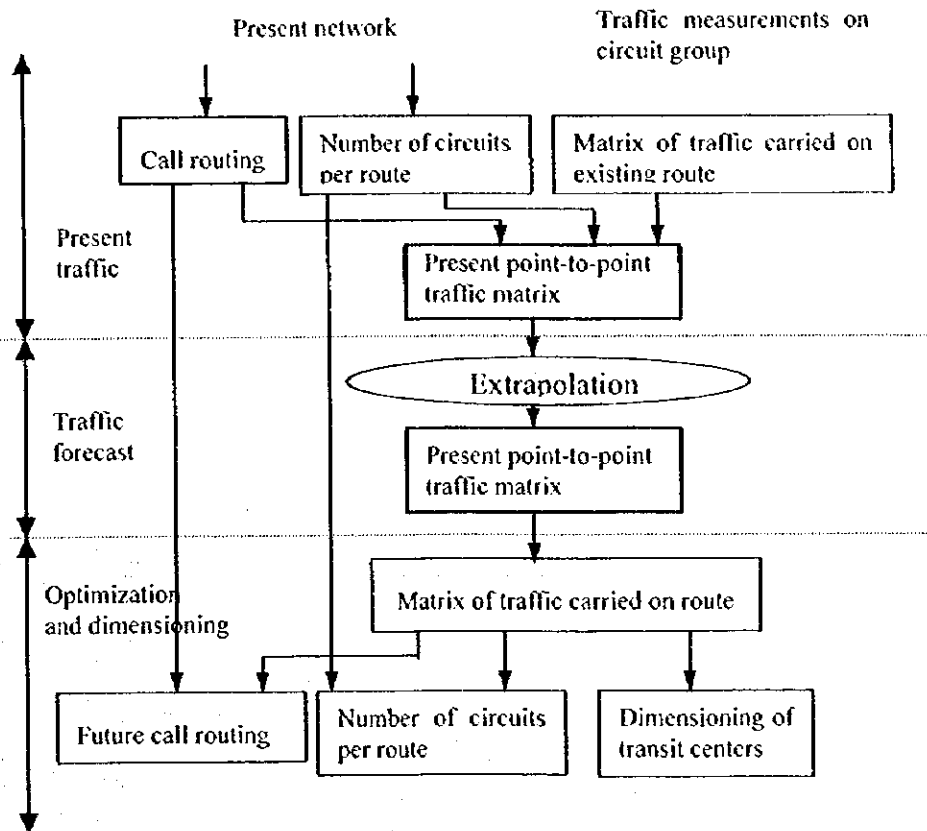 Present network
Traffic measurements on
circuit group
Call routing
Number of circuits
per route
Matrix of traffic carried on
existing route
Present
traffic
Present point-to-point
traffic matrix
Extrapolation
Traffic
forecast
Present point-to-point
traffic matrix
Optimization
and dimensioning
Matrix of traffic carried on route
Future call routing
Number of circuits
per route
Dimensioning of
transit centers